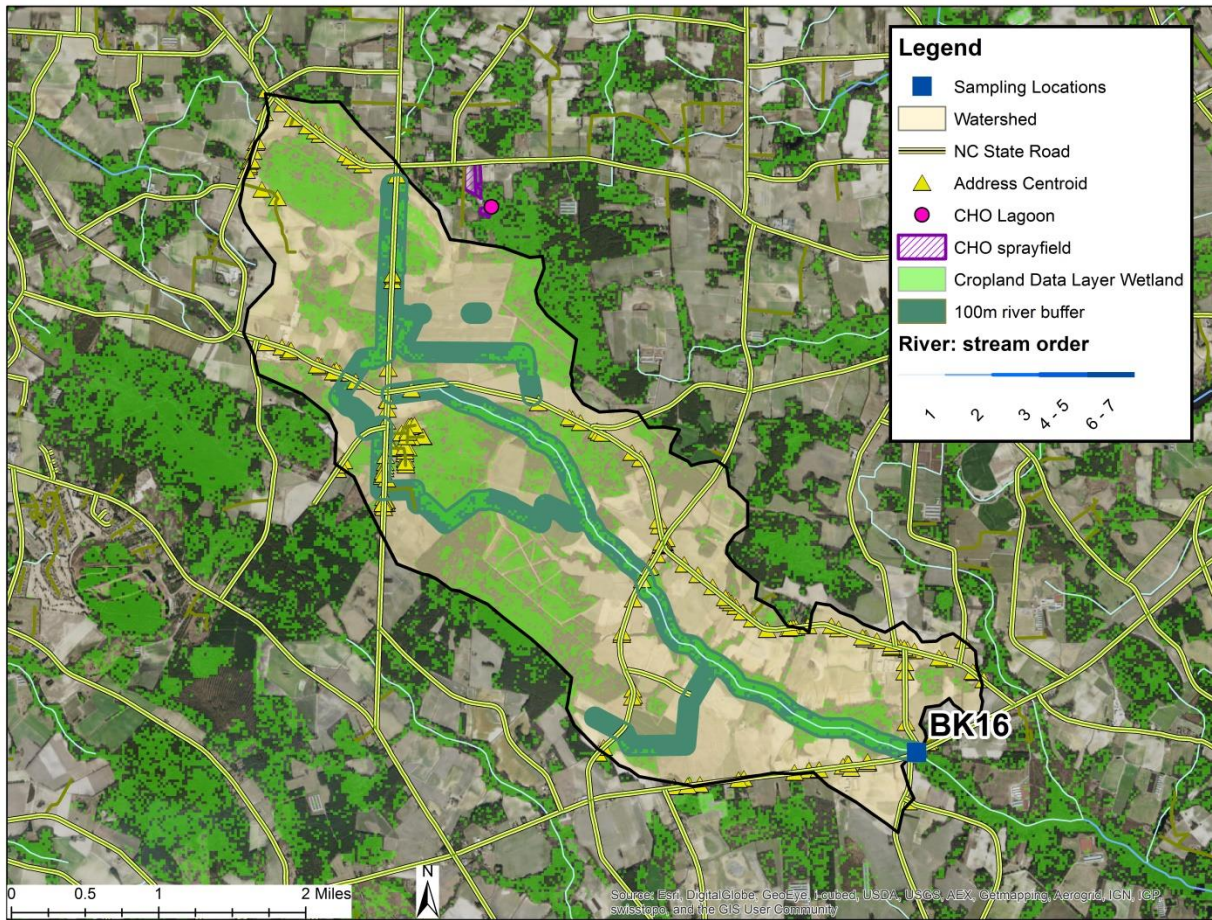 Legend
Sampling Locations
Watershed
NC State Road
Address Centroid
CHO Lagoon
CHO sprayfield
Cropland Data Layer Wetland
100m river buffer
River: stream order
1
2
3
4 - 5
6 - 7
BK16
0 0.5 1 2 Miles
N
Source: Esri, DigitalGlobe, GeoEye, i-cubed, USDA, USGS, AEX, Getmapping, Aerogrid, IGN, IGP,
swisstopo, and the GIS User Community